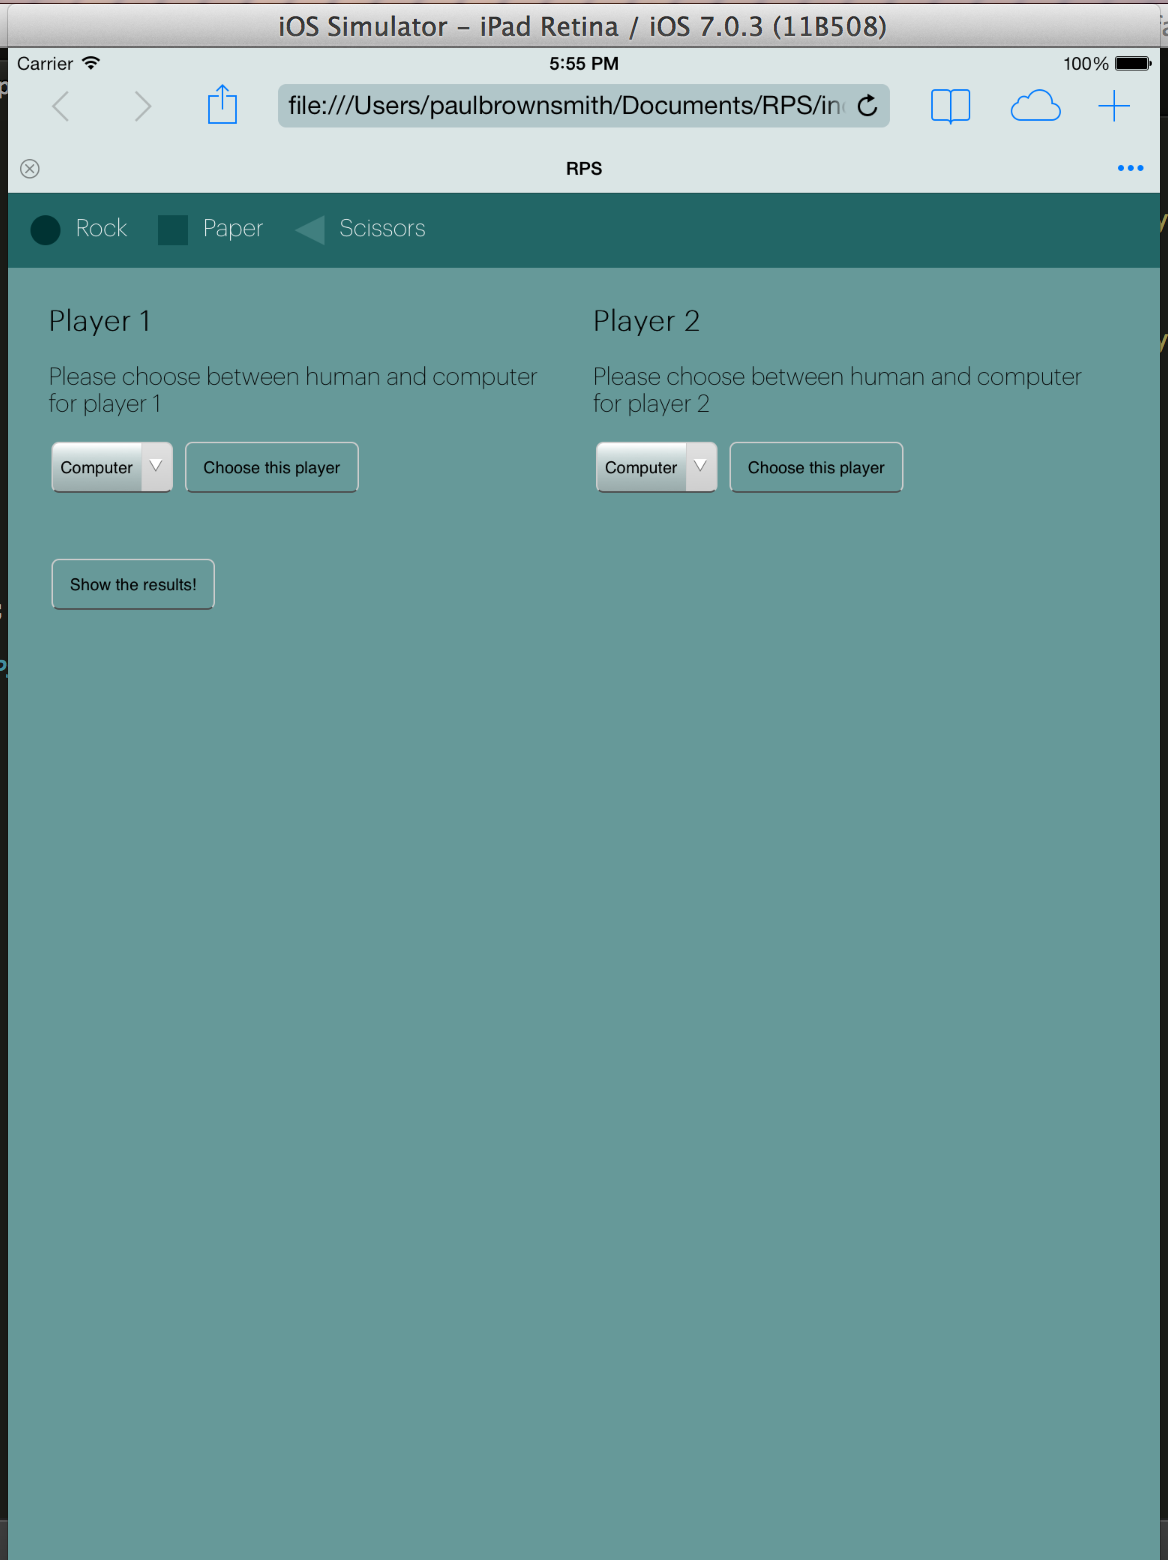 iOS Simulator – iPad Retina / iOS 7.0.3 (11B508)
Carrier 5:55 PM 100%
file:///Users/paulbrownsmith/Documents/RPS/in
RPS
Rock Paper Scissors
Player 1 Player 2
Please choose between human and computer
for player 1
Please choose between human and computer
for player 2
Computer Choose this player Computer Choose this player
Show the results!